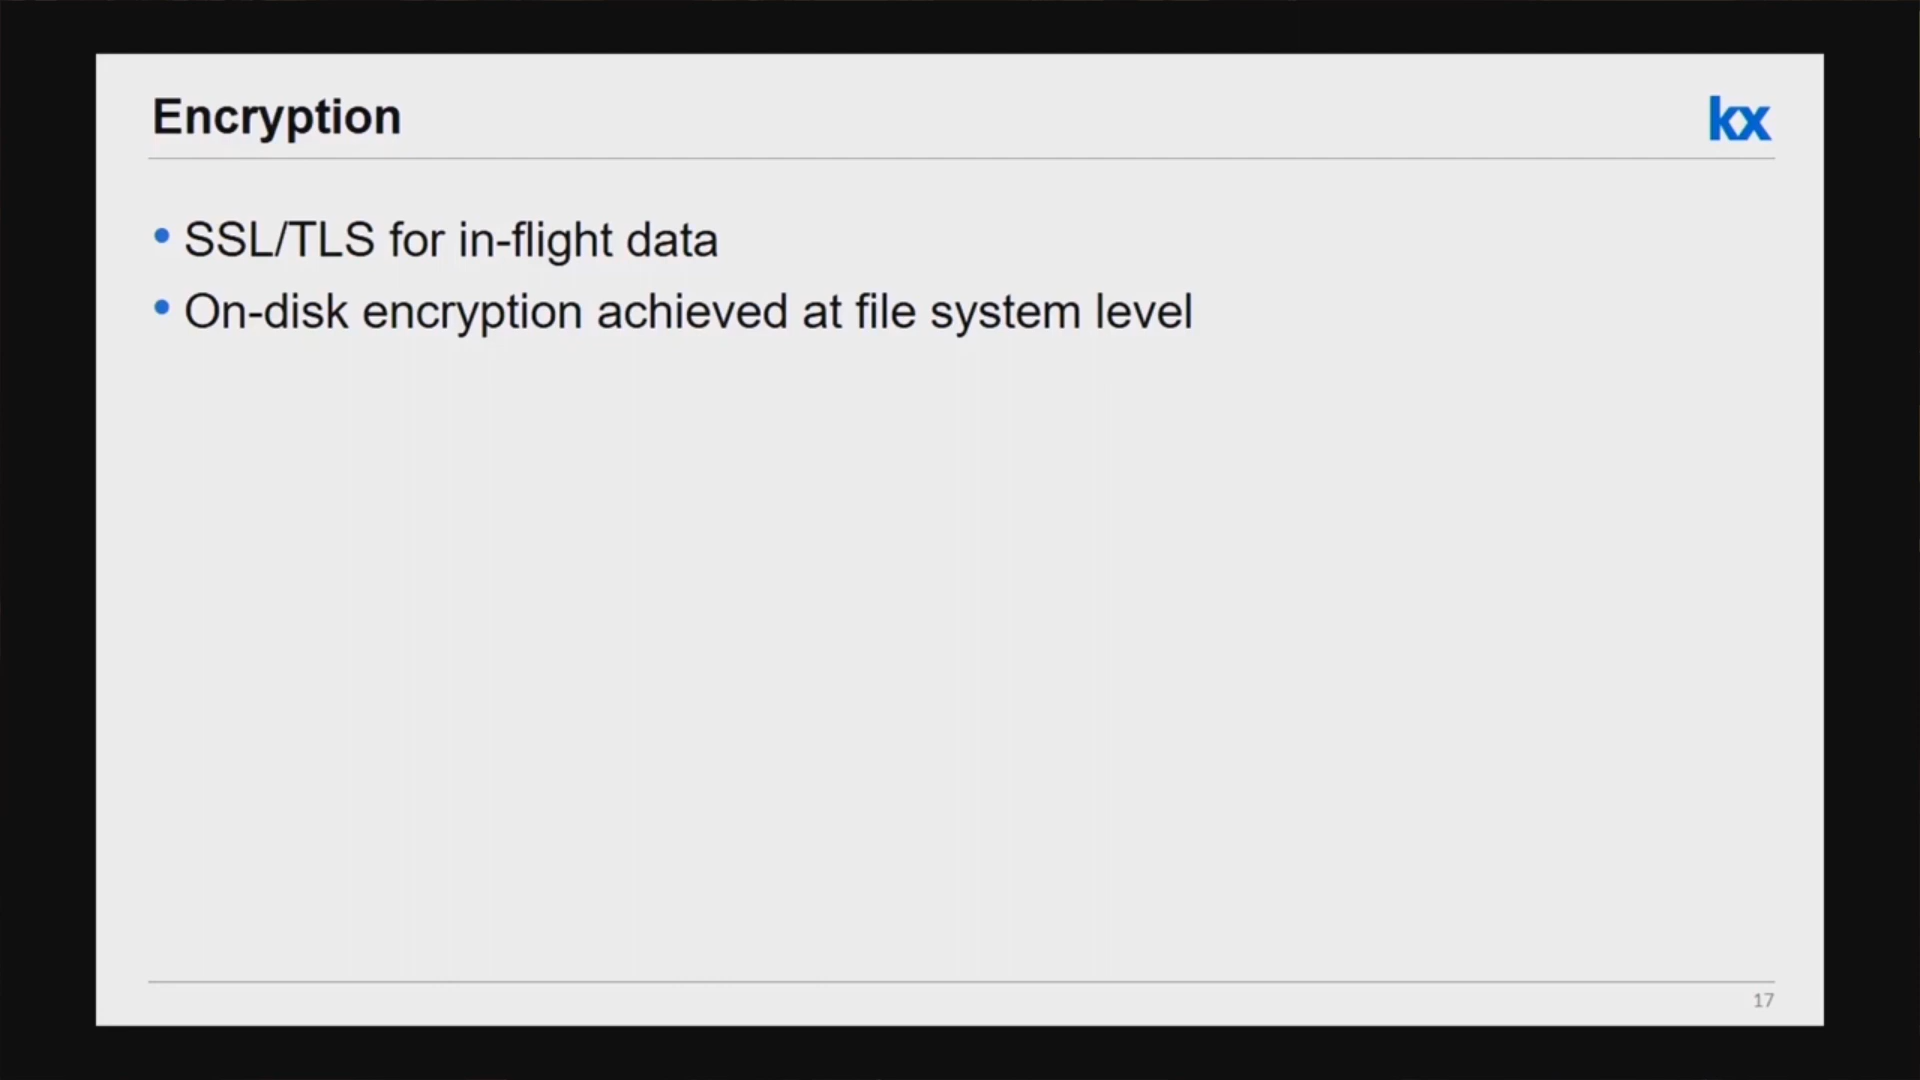 Encryption
kx
• SSL/TLS for in-flight data
• On-disk encryption achieved at file system level
17